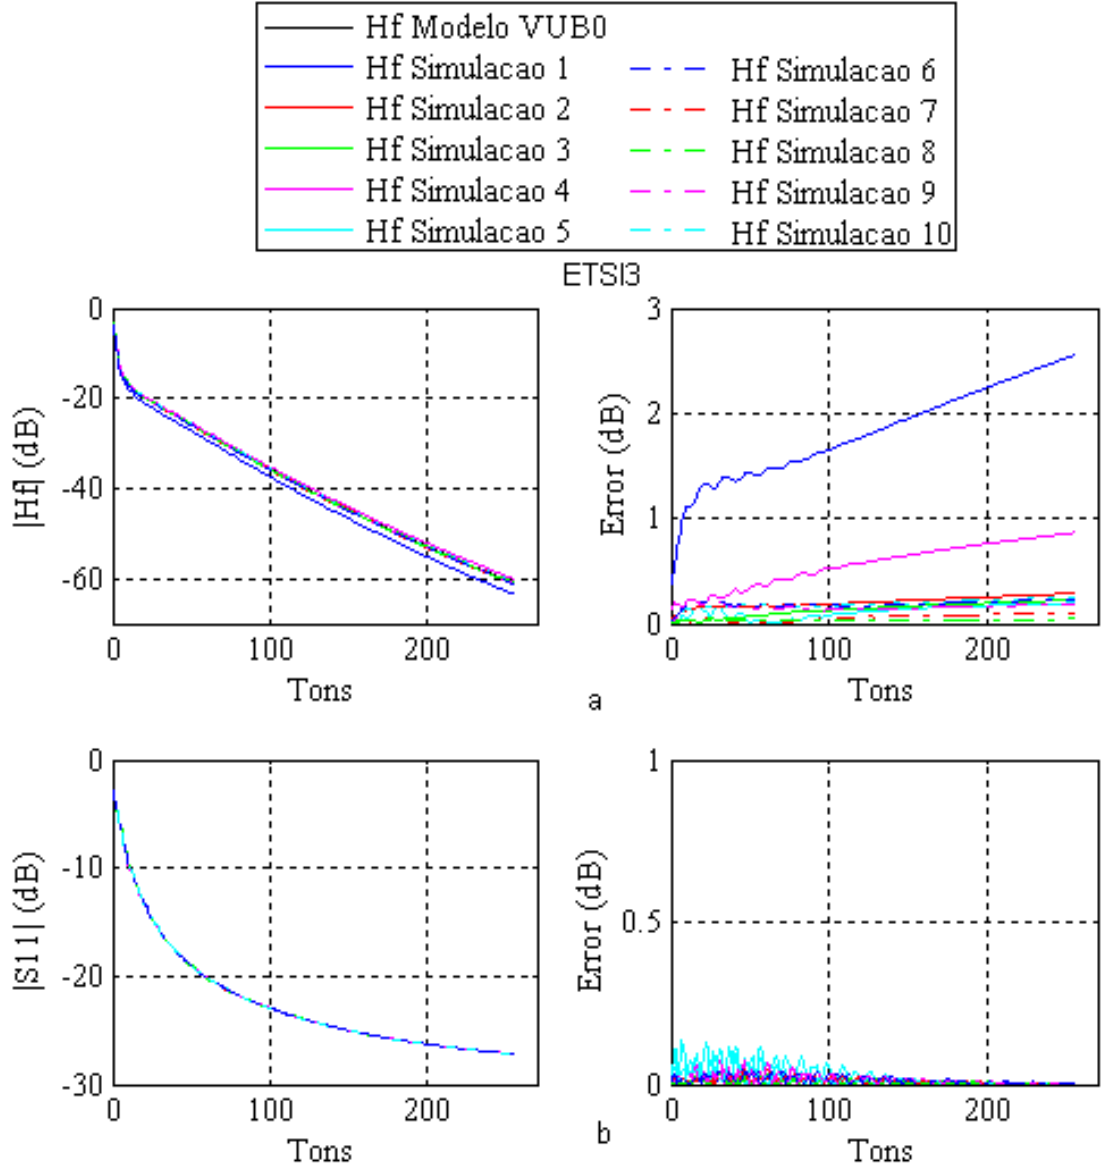 Hf Modelo VUB0
Hf Simulacao 1
Hf Simulacao 2
Hf Simulacao 3
Hf Simulacao 4
Hf Simulacao 5
Hf Simulacao 6
Hf Simulacao 7
Hf Simulacao 8
Hf Simulacao 9
Hf Simulacao 10
ETSI3
|Hf| (dB)
0
-20
-40
-60
0 100 200
Tons
Error (dB)
3
2
1
0
0 100 200
Tons
a
|S11| (dB)
0
-10
-20
-30
0 100 200
Tons
Error (dB)
1
0.5
0
0 100 200
Tons
b